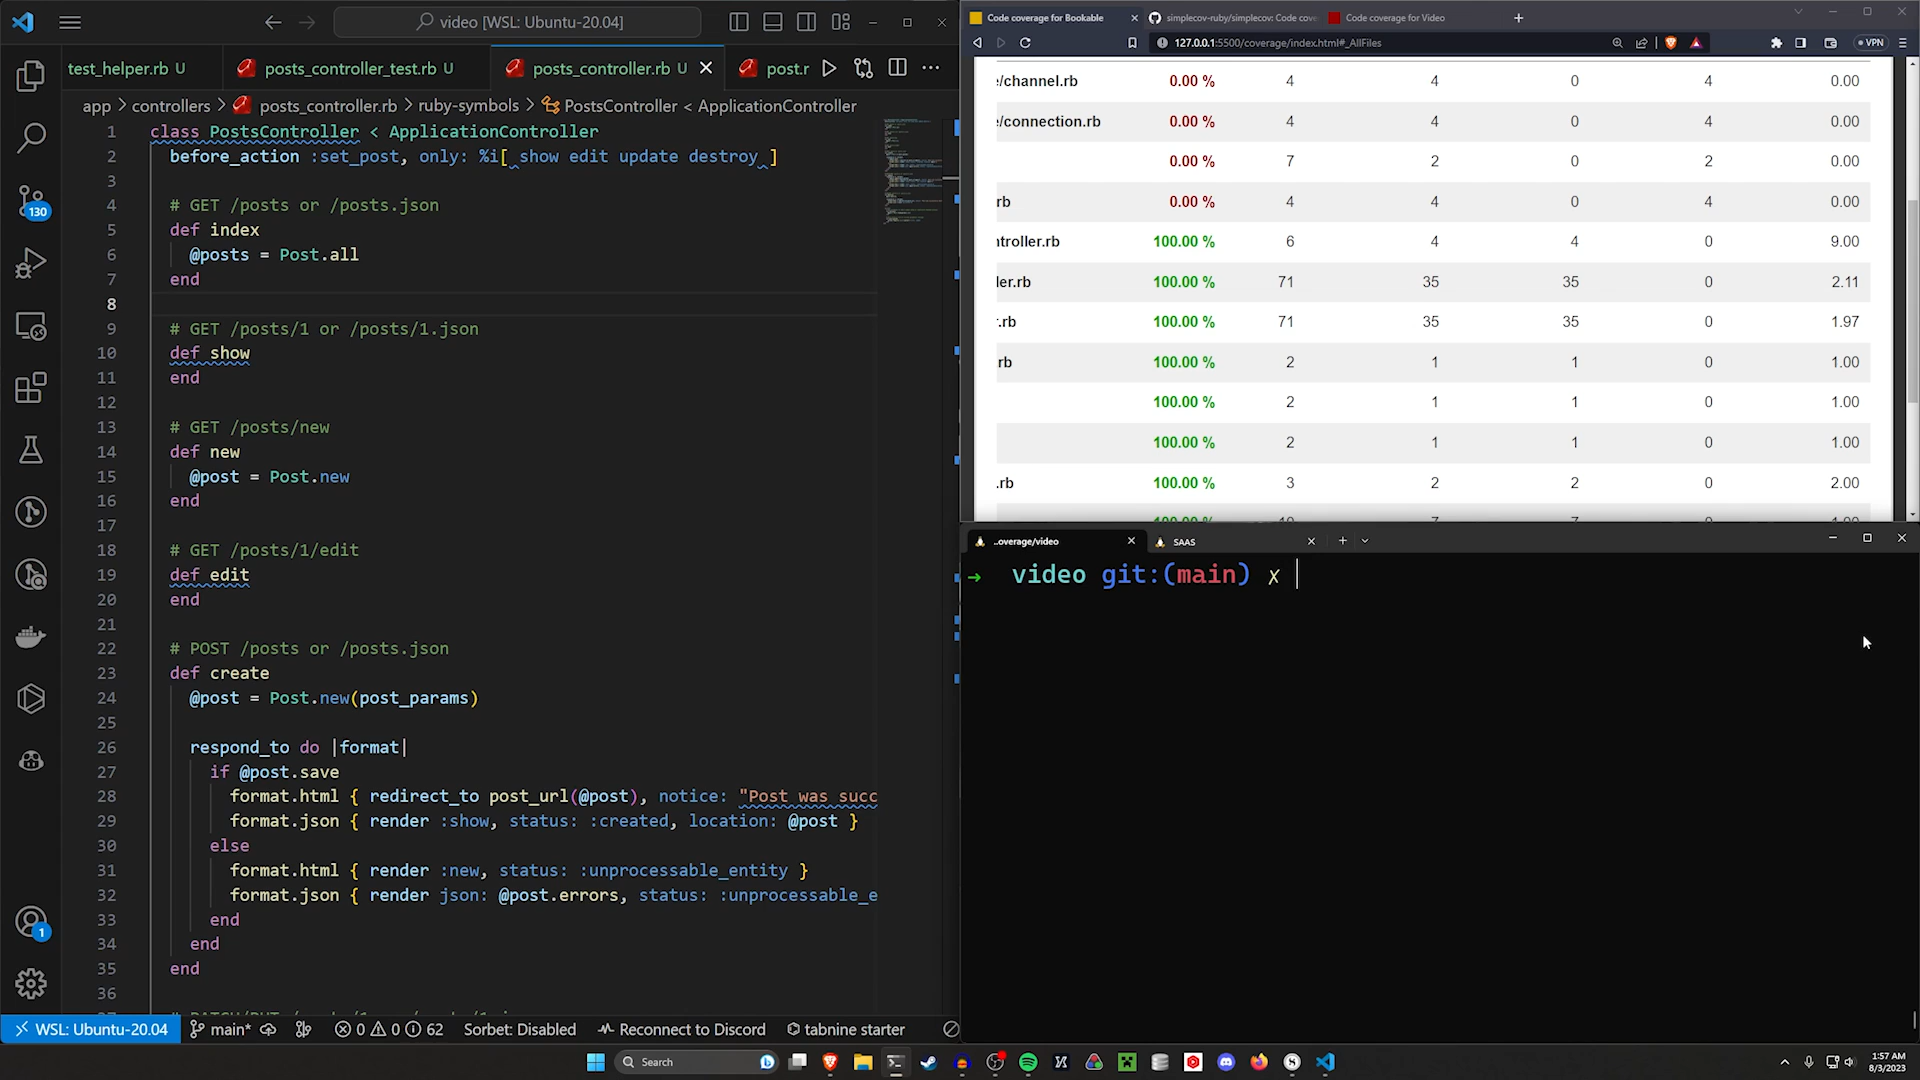 video [WSL: Ubuntu-20.04]
test_helper.rb U
posts_controller_test.rb U
posts_controller.rb U
post.r
app > controllers > posts_controller.rb > ruby-symbols > PostsController < ApplicationController
1 class PostsController < ApplicationController
2 before_action :set_post, only: %i[ show edit update destroy ]
3
4 # GET /posts or /posts.json
5 def index
6 @posts = Post.all
7 end
8
9 # GET /posts/1 or /posts/1.json
10 def show
11 end
12
13 # GET /posts/new
14 def new
15 @post = Post.new
16 end
17
18 # GET /posts/1/edit
19 def edit
20 end
21
22 # POST /posts or /posts.json
23 def create
24 @post = Post.new(post_params)
25
26 respond_to do |format|
27 if @post.save
28 format.html { redirect_to post_url(@post), notice: "Post was succ
29 format.json { render :show, status: :created, location: @post }
30 else
31 format.html { render :new, status: :unprocessable_entity }
32 format.json { render json: @post.errors, status: :unprocessable_e
33 end
34 end
35 end
36
130
1
WSL: Ubuntu-20.04
main*
0 0 62
Sorbet: Disabled
Reconnect to Discord
tabnine starter
Code coverage for Bookable
simplecov-ruby/simplecov: Code cove
Code coverage for Video
127.0.0.1:5500/coverage/index.html#_AllFiles
VPN
:/channel.rb 0.00 % 4 4 0 4 0.00
:/connection.rb 0.00 % 4 4 0 4 0.00
0.00 % 7 2 0 2 0.00
rb 0.00 % 4 4 0 4 0.00
ntroller.rb 100.00 % 6 4 4 0 9.00
ler.rb 100.00 % 71 35 35 0 2.11
r.rb 100.00 % 71 35 35 0 1.97
rb 100.00 % 2 1 1 0 1.00
100.00 % 2 1 1 0 1.00
100.00 % 2 1 1 0 1.00
.rb 100.00 % 3 2 2 0 2.00
..overage/video
SAAS
→ video git:(main) ✗
Search
1:57 AM
8/3/2023